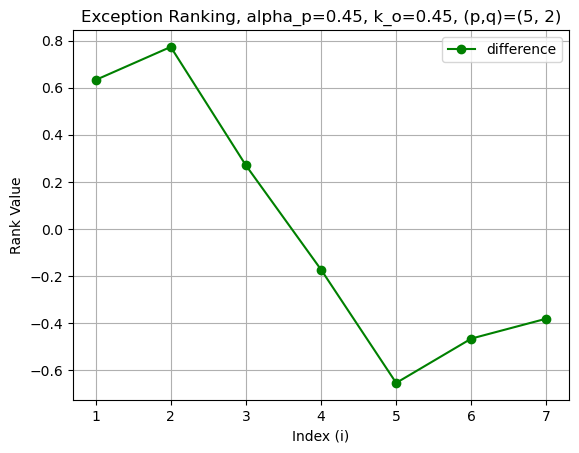 Exception Ranking, alpha_p=0.45, k_o=0.45, (p,q)=(5, 2)
difference
0.8
0.6
0.4
0.2
0.0
−0.2
−0.4
−0.6
Rank Value
1 2 3 4 5 6 7
Index (i)